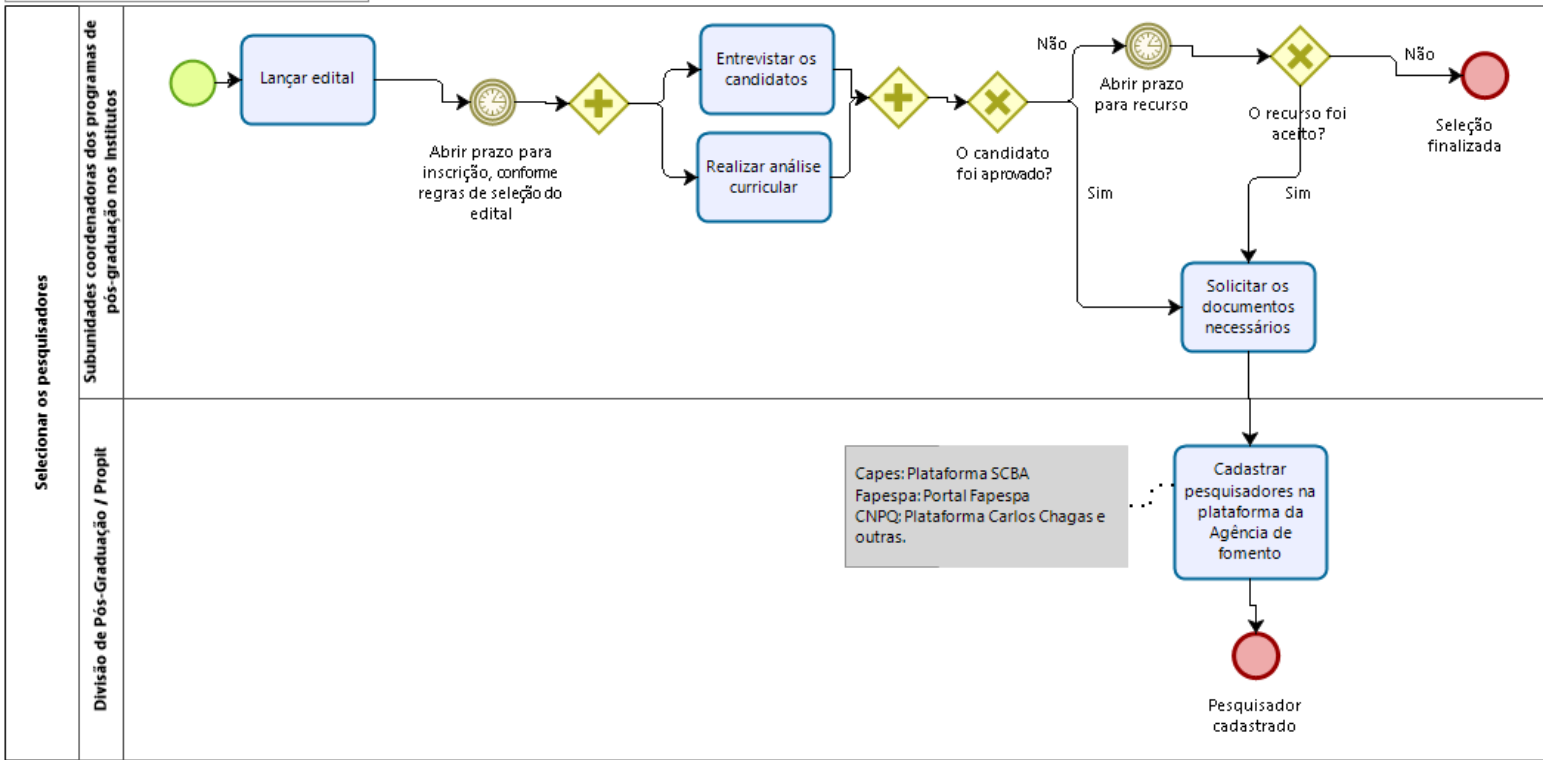 Selecionar os pesquisadores
Subunidades coordenadoras dos programas de
pós-graduação nos Institutos
Lançar edital
Abrir prazo para
inscrição, conforme
regras de seleção do
edital
Entrevistar os
candidatos
Realizar análise
curricular
O candidato
foi aprovado?
Não
Sim
Abrir prazo
para recurso
O recurso foi
aceito?
Não
Sim
Seleção
finalizada
Solicitar os
documentos
necessários
Divisão de Pós-Graduação / Propit
Capes: Plataforma SCBA
Fapespa: Portal Fapespa
CNPQ: Plataforma Carlos Chagas e
outras.
Cadastrar
pesquisadores na
plataforma da
Agência de
fomento
Pesquisador
cadastrado